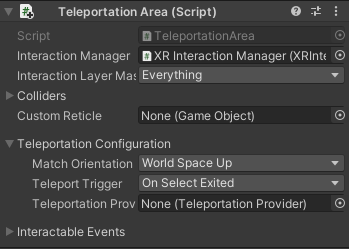 Teleportation Area (Script)
Script TeleportationArea
Interaction Manager XR Interaction Manager (XRInte
Interaction Layer Mas Everything
Colliders
Custom Reticle None (Game Object)
Teleportation Configuration
Match Orientation World Space Up
Teleport Trigger On Select Exited
Teleportation Prov None (Teleportation Provider)
Interactable Events